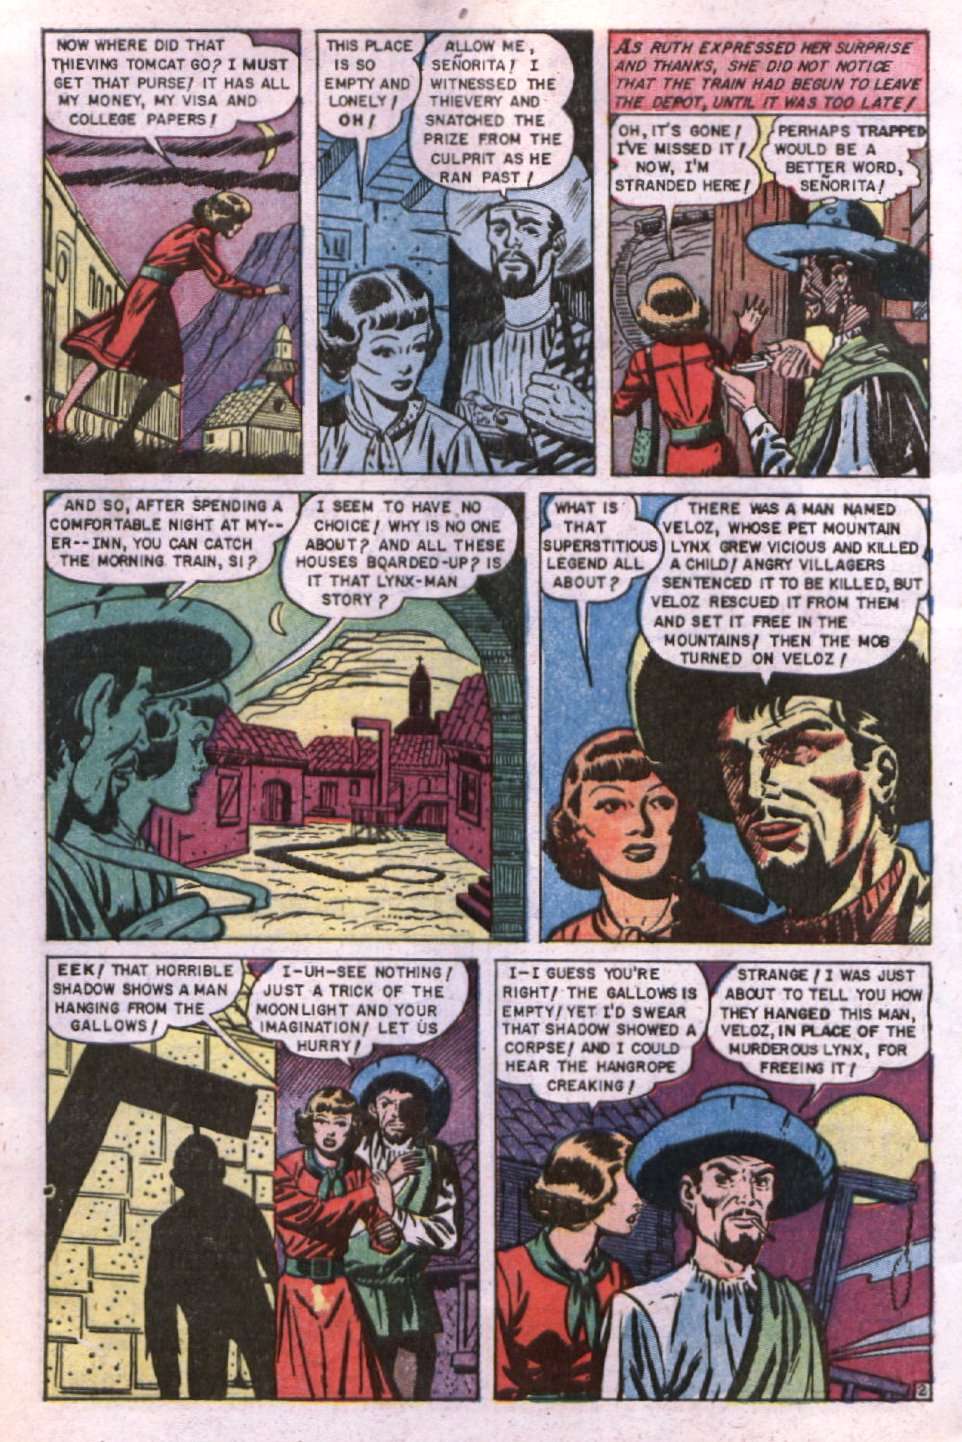 NOW WHERE DID THAT
THIEVING TOMCAT GO? I MUST
GET THAT PURSE! IT HAS ALL
MY MONEY, MY VISA AND
COLLEGE PAPERS!
THIS PLACE
IS SO
EMPTY AND
LONELY!
OH!
ALLOW ME,
SEÑORITA! I
WITNESSED THE
THIEVERY AND
SNATCHED THE
PRIZE FROM THE
CULPRIT AS HE
RAN PAST!
AS RUTH EXPRESSED HER SURPRISE
AND THANKS, SHE DID NOT NOTICE
THAT THE TRAIN HAD BEGUN TO LEAVE
THE DEPOT, UNTIL IT WAS TOO LATE!
OH, IT'S GONE!
I'VE MISSED IT!
NOW, I'M
STRANDED HERE!
PERHAPS TRAPPED
WOULD BE A
BETTER WORD,
SEÑORITA!
AND SO, AFTER SPENDING A
COMFORTABLE NIGHT AT MY--
ER--INN, YOU CAN CATCH
THE MORNING TRAIN, SI?
I SEEM TO HAVE NO
CHOICE! WHY IS NO ONE
ABOUT? AND ALL THESE
HOUSES BOARDED-UP? IS
IT THAT LYNX-MAN
STORY?
WHAT IS
THAT
SUPERSTITIOUS
LEGEND ALL
ABOUT?
THERE WAS A MAN NAMED
VELOZ, WHOSE PET MOUNTAIN
LYNX GREW VICIOUS AND KILLED
A CHILD! ANGRY VILLAGERS
SENTENCED IT TO BE KILLED, BUT
VELOZ RESCUED IT FROM THEM
AND SET IT FREE IN THE
MOUNTAINS! THEN THE MOB
TURNED ON VELOZ!
EEK! THAT HORRIBLE
SHADOW SHOWS A MAN
HANGING FROM THE
GALLOWS!
I-UH-SEE NOTHING!
JUST A TRICK OF THE
MOONLIGHT AND YOUR
IMAGINATION! LET US
HURRY!
I-I GUESS YOU'RE
RIGHT! THE GALLOWS IS
EMPTY! YET I'D SWEAR
THAT SHADOW SHOWED A
CORPSE! AND I COULD
HEAR THE HANGROPE
CREAKING!
STRANGE! I WAS JUST
ABOUT TO TELL YOU HOW
THEY HANGED THIS MAN,
VELOZ, IN PLACE OF THE
MURDEROUS LYNX, FOR
FREEING IT!
2